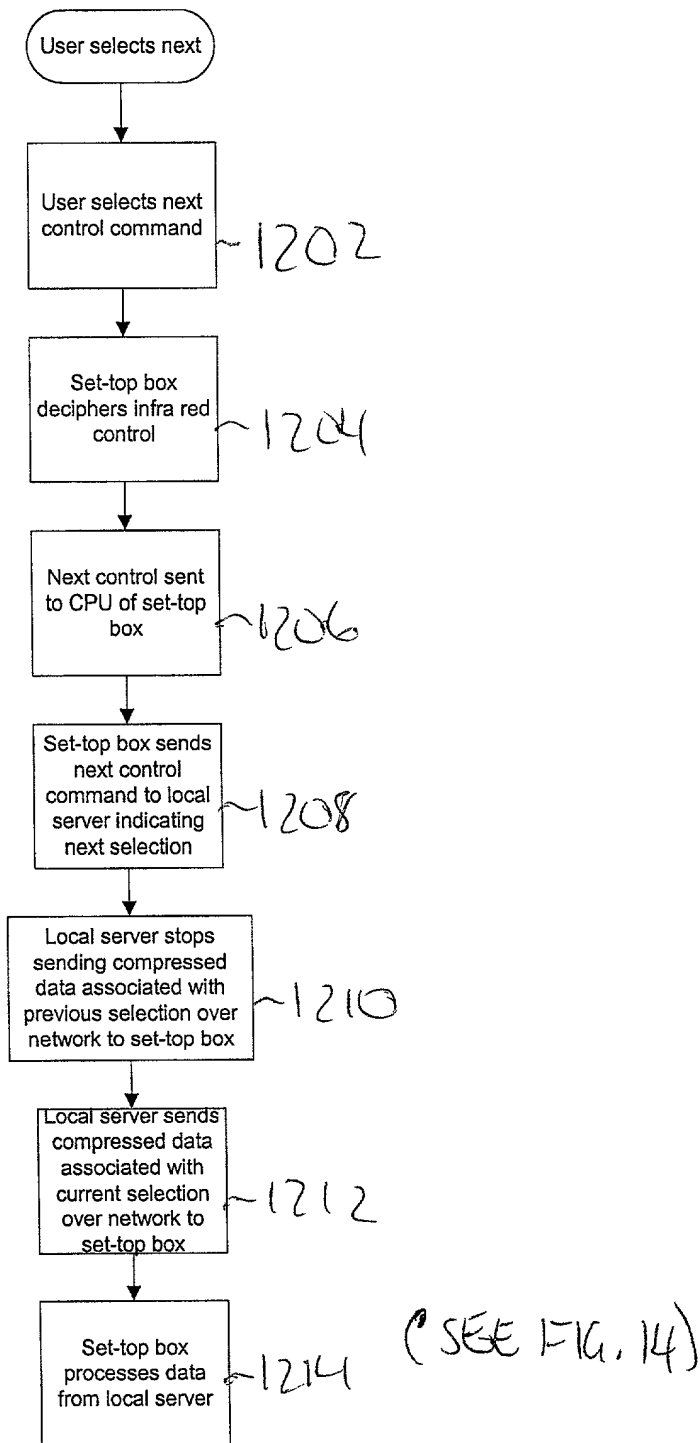 User selects next
User selects next
control command
1202
Set-top box
deciphers infra red
control
1204
Next control sent
to CPU of set-top
box
1206
Set-top box sends
next control
command to local
server indicating
next selection
1208
Local server stops
sending compressed
data associated with
previous selection over
network to set-top box
1210
Local server sends
compressed data
associated with
current selection
over network to
set-top box
1212
Set-top box
processes data
from local server
1214
(SEE FIG. 14)